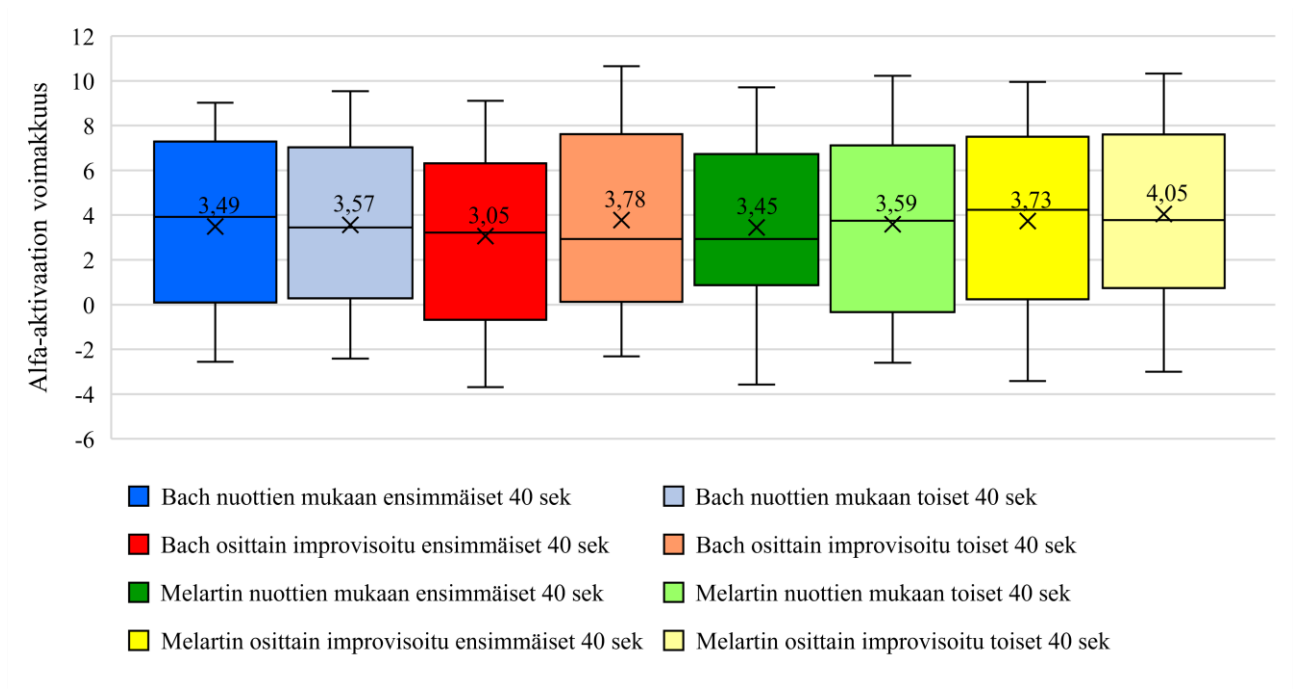 12
10
8
6
4
2
0
-2
-4
-6
Alfa-aktivaation voimakkuus
3,49 3,57 3,05 3,78 3,45 3,59 3,73 4,05
Bach nuottien mukaan ensimmäiset 40 sek
Bach nuottien mukaan toiset 40 sek
Bach osittain improvisoitu ensimmäiset 40 sek
Bach osittain improvisoitu toiset 40 sek
Melartin nuottien mukaan ensimmäiset 40 sek
Melartin nuottien mukaan toiset 40 sek
Melartin osittain improvisoitu ensimmäiset 40 sek
Melartin osittain improvisoitu toiset 40 sek